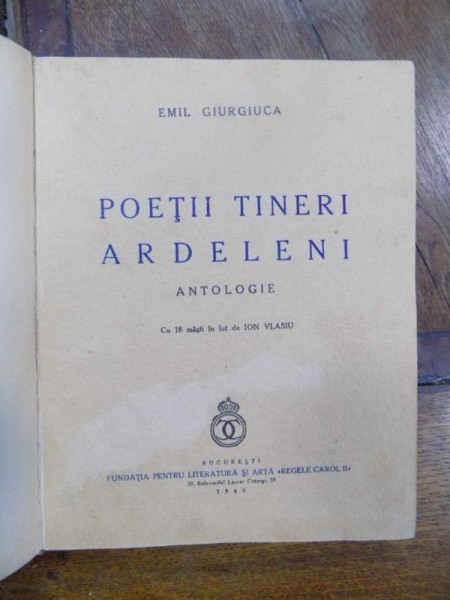 EMIL GIURGIUCA
POEŢII TINERI
ARDELENI
ANTOLOGIE
Cu 18 măşti în lut de ION VLASIU
BUCUREŞTI
FUNDAŢIA PENTRU LITERATURĂ ŞI ARTĂ «REGELE CAROL II»
39, Bulevardul Lascar Catargi, 39
1940